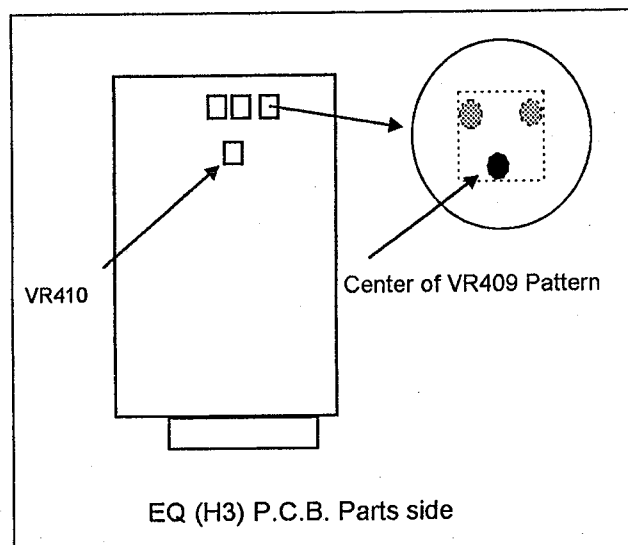 VR410
Center of VR409 Pattern
EQ (H3) P.C.B. Parts side